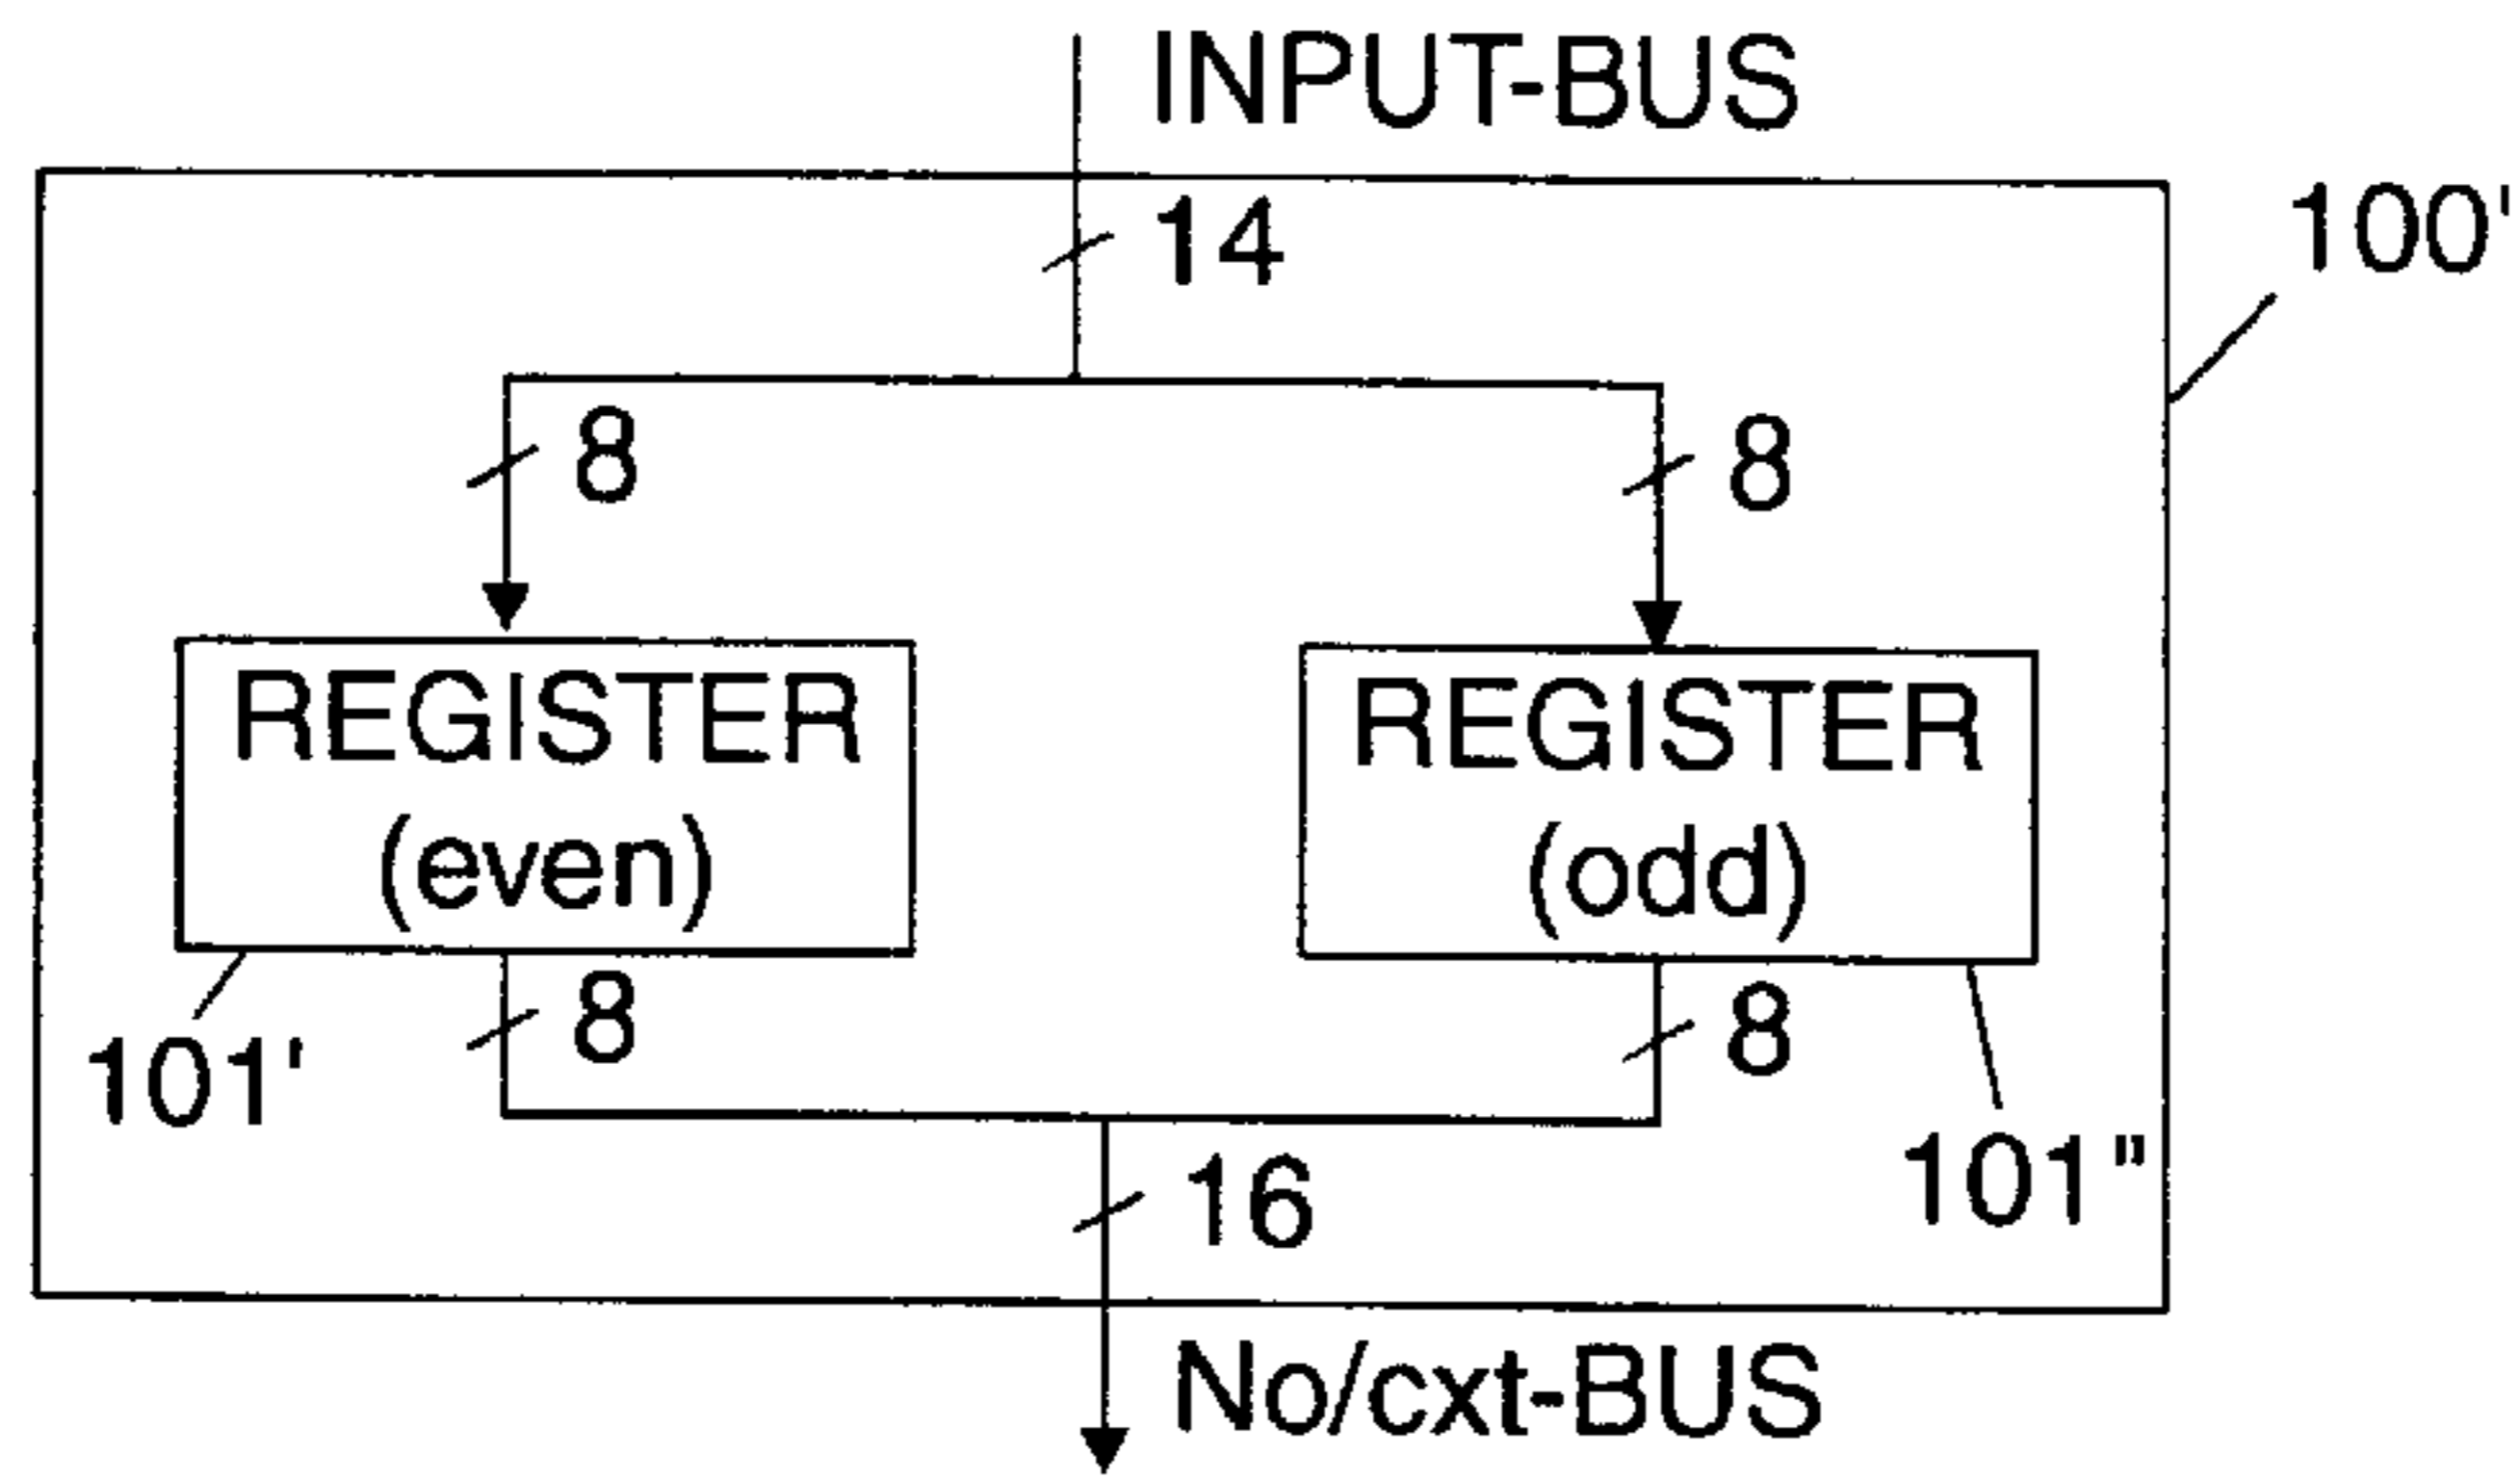 INPUT-BUS
14
100'
8
8
REGISTER
(even)
REGISTER
(odd)
8
8
101'
101"
16
No/cxt-BUS